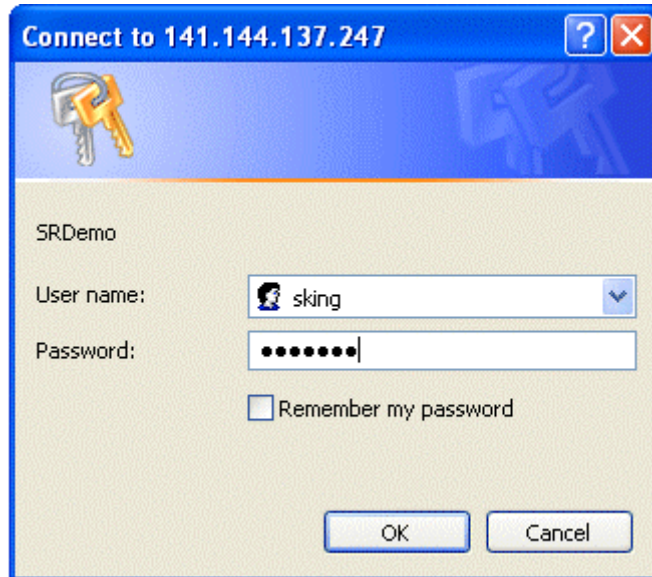 Connect to 141.144.137.247
SRDemo
User name: sking
Password: •••••••
Remember my password
OK Cancel